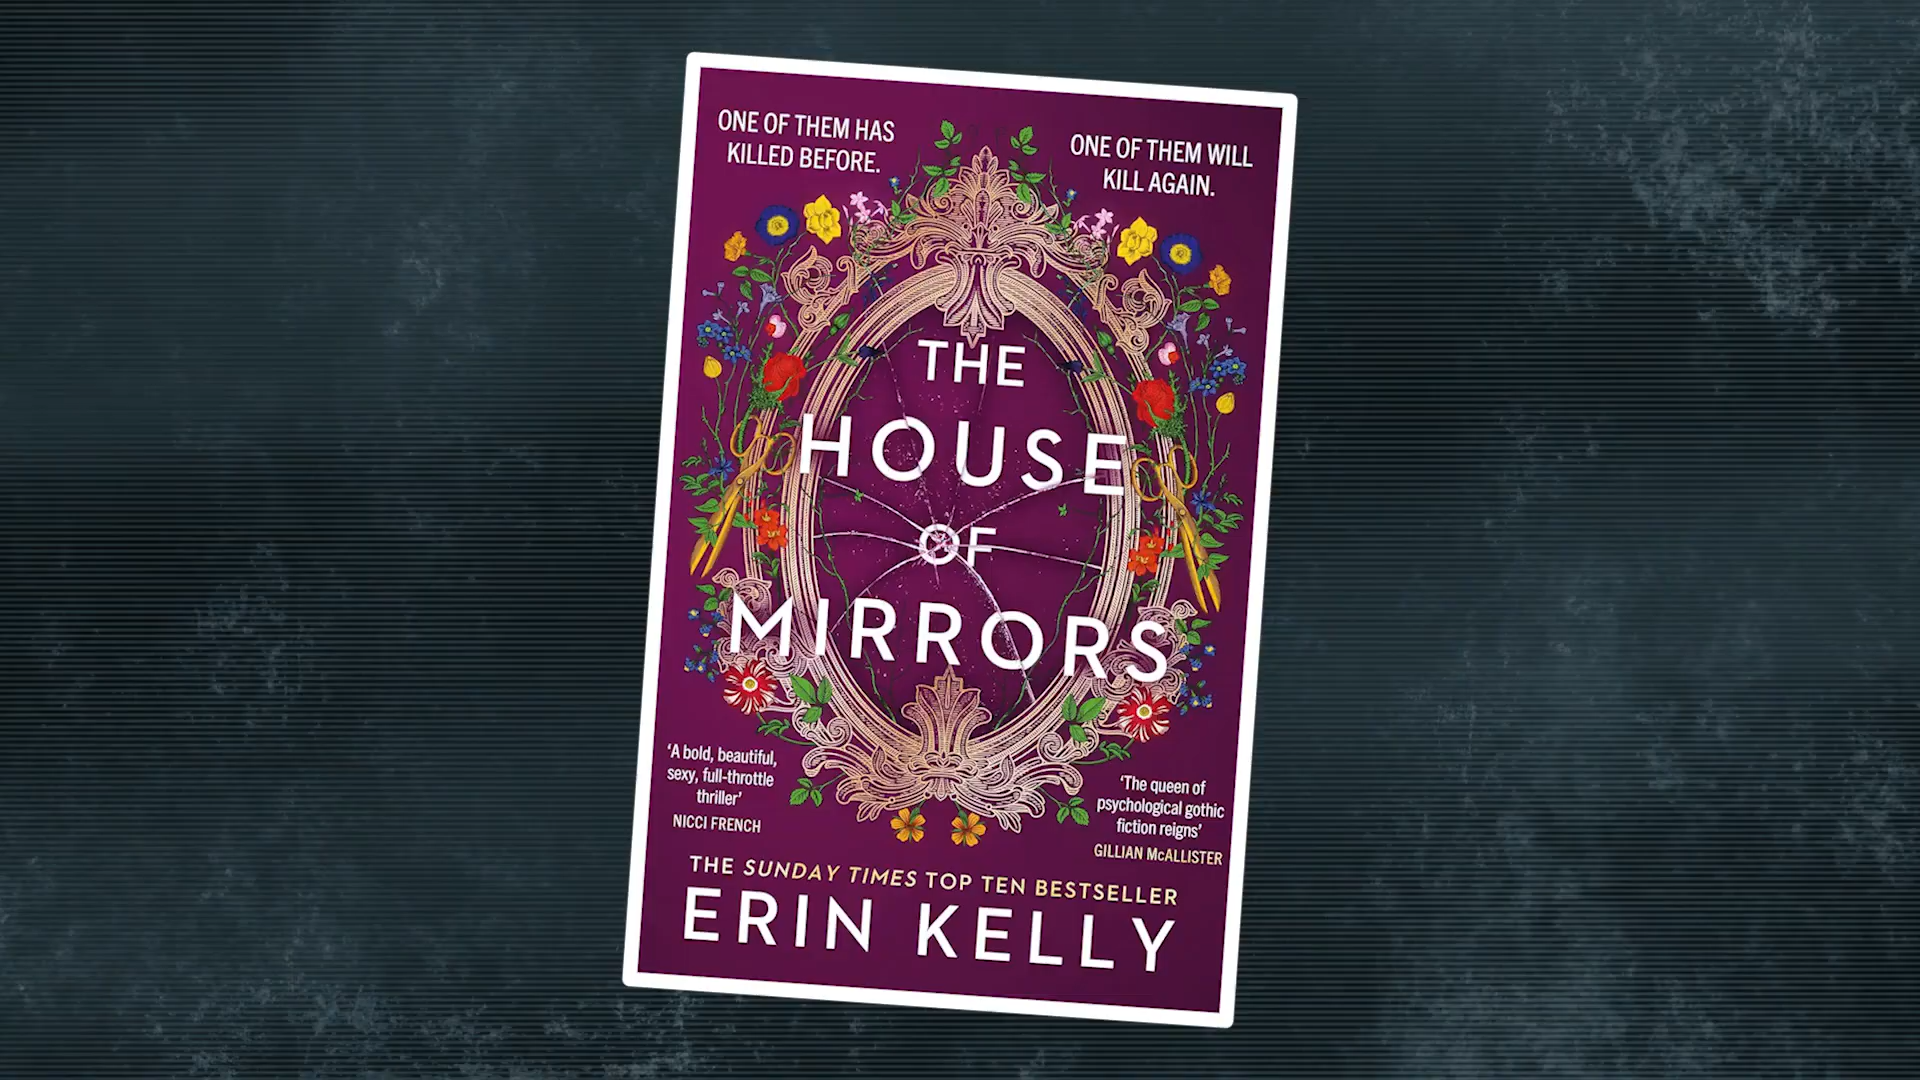 ONE OF THEM HAS
KILLED BEFORE.
ONE OF THEM WILL
KILL AGAIN.
THE
HOUSE
OF
MIRRORS
‘A bold, beautiful,
sexy, full-throttle
thriller’
NICCI FRENCH
‘The queen of
psychological gothic
fiction reigns’
GILLIAN McALLISTER
THE SUNDAY TIMES TOP TEN BESTSELLER
ERIN KELLY